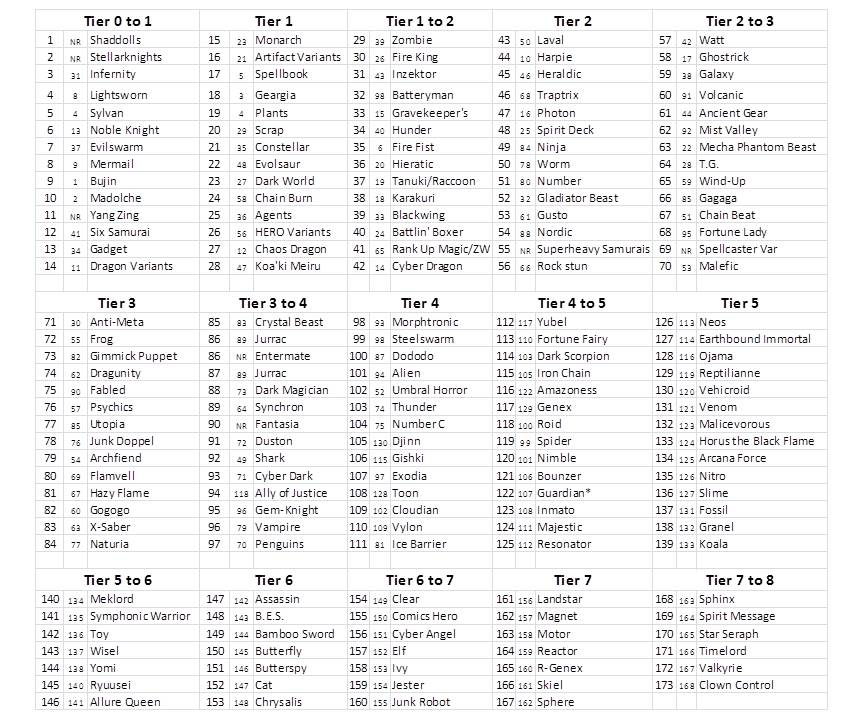 Tier 0 to 1 Tier 1 Tier 1 to 2 Tier 2 Tier 2 to 3
1 NR Shaddolls 15 23 Monarch 29 39 Zombie 43 50 Laval 57 42 Watt
2 NR Stellarknights 16 21 Artifact Variants 30 26 Fire King 44 10 Harpie 58 17 Ghostrick
3 31 Infernity 17 5 Spellbook 31 43 Inzektor 45 46 Heraldic 59 38 Galaxy
4 8 Lightsworn 18 3 Geargia 32 98 Batteryman 46 68 Traptrix 60 91 Volcanic
5 4 Sylvan 19 4 Plants 33 15 Gravekeeper's 47 16 Photon 61 44 Ancient Gear
6 13 Noble Knight 20 29 Scrap 34 40 Hunder 48 25 Spirit Deck 62 92 Mist Valley
7 37 Evilswarm 21 35 Constellar 35 6 Fire Fist 49 84 Ninja 63 22 Mecha Phantom Beast
8 9 Mermail 22 48 Evolsaur 36 20 Hieratic 50 78 Worm 64 28 T.G.
9 1 Bujin 23 27 Dark World 37 19 Tanuki/Raccoon 51 80 Number 65 59 Wind-Up
10 2 Madolche 24 58 Chain Burn 38 18 Karakuri 52 32 Gladiator Beast 66 85 Gagaga
11 NR Yang Zing 25 36 Agents 39 33 Blackwing 53 61 Gusto 67 51 Chain Beat
12 41 Six Samurai 26 56 HERO Variants 40 24 Battlin' Boxer 54 88 Nordic 68 95 Fortune Lady
13 34 Gadget 27 12 Chaos Dragon 41 65 Rank Up Magic/ZW 55 NR Superheavy Samurais 69 NR Spellcaster Var
14 11 Dragon Variants 28 47 Koa'ki Meiru 42 14 Cyber Dragon 56 66 Rock stun 70 53 Malefic
Tier 3 Tier 3 to 4 Tier 4 Tier 4 to 5 Tier 5
71 30 Anti-Meta 85 83 Crystal Beast 98 93 Morphtronic 112 117 Yubel 126 113 Neos
72 55 Frog 86 89 Jurrac 99 98 Steelswarm 113 110 Fortune Fairy 127 114 Earthbound Immortal
73 82 Gimmick Puppet 86 NR Entermate 100 87 Dododo 114 103 Dark Scorpion 128 116 Ojama
74 62 Dragunity 87 89 Jurrac 101 94 Alien 115 105 Iron Chain 129 119 Reptilianne
75 90 Fabled 88 73 Dark Magician 102 52 Umbral Horror 116 122 Amazoness 130 120 Vehicroid
76 57 Psychics 89 64 Synchron 103 74 Thunder 117 129 Genex 131 121 Venom
77 85 Utopia 90 NR Fantasia 104 75 Number C 118 100 Roid 132 123 Malicevorous
78 76 Junk Doppel 91 72 Duston 105 130 Djinn 119 99 Spider 133 124 Horus the Black Flame
79 54 Archfiend 92 49 Shark 106 115 Gishki 120 101 Nimble 134 125 Arcana Force
80 69 Flamvell 93 71 Cyber Dark 107 97 Exodia 121 106 Bounzer 135 126 Nitro
81 67 Hazy Flame 94 118 Ally of Justice 108 128 Toon 122 107 Guardian* 136 127 Slime
82 60 Gogogo 95 96 Gem-Knight 109 102 Cloudian 123 108 Inmato 137 131 Fossil
83 63 X-Saber 96 79 Vampire 110 109 Vylon 124 111 Majestic 138 132 Granel
84 77 Naturia 97 70 Penguins 111 81 Ice Barrier 125 112 Resonator 139 133 Koala
Tier 5 to 6 Tier 6 Tier 6 to 7 Tier 7 Tier 7 to 8
140 134 Meklord 147 142 Assassin 154 149 Clear 161 156 Landstar 168 163 Sphinx
141 135 Symphonic Warrior 148 143 B.E.S. 155 150 Comics Hero 162 157 Magnet 169 164 Spirit Message
142 136 Toy 149 144 Bamboo Sword 156 151 Cyber Angel 163 158 Motor 170 165 Star Seraph
143 137 Wisel 150 145 Butterfly 157 152 Elf 164 159 Reactor 171 166 Timelord
144 138 Yomi 151 146 Butterspy 158 153 Ivy 165 160 R-Genex 172 167 Valkyrie
145 140 Ryuusei 152 147 Cat 159 154 Jester 166 161 Skiel 173 168 Clown Control
146 141 Allure Queen 153 148 Chrysalis 160 155 Junk Robot 167 162 Sphere